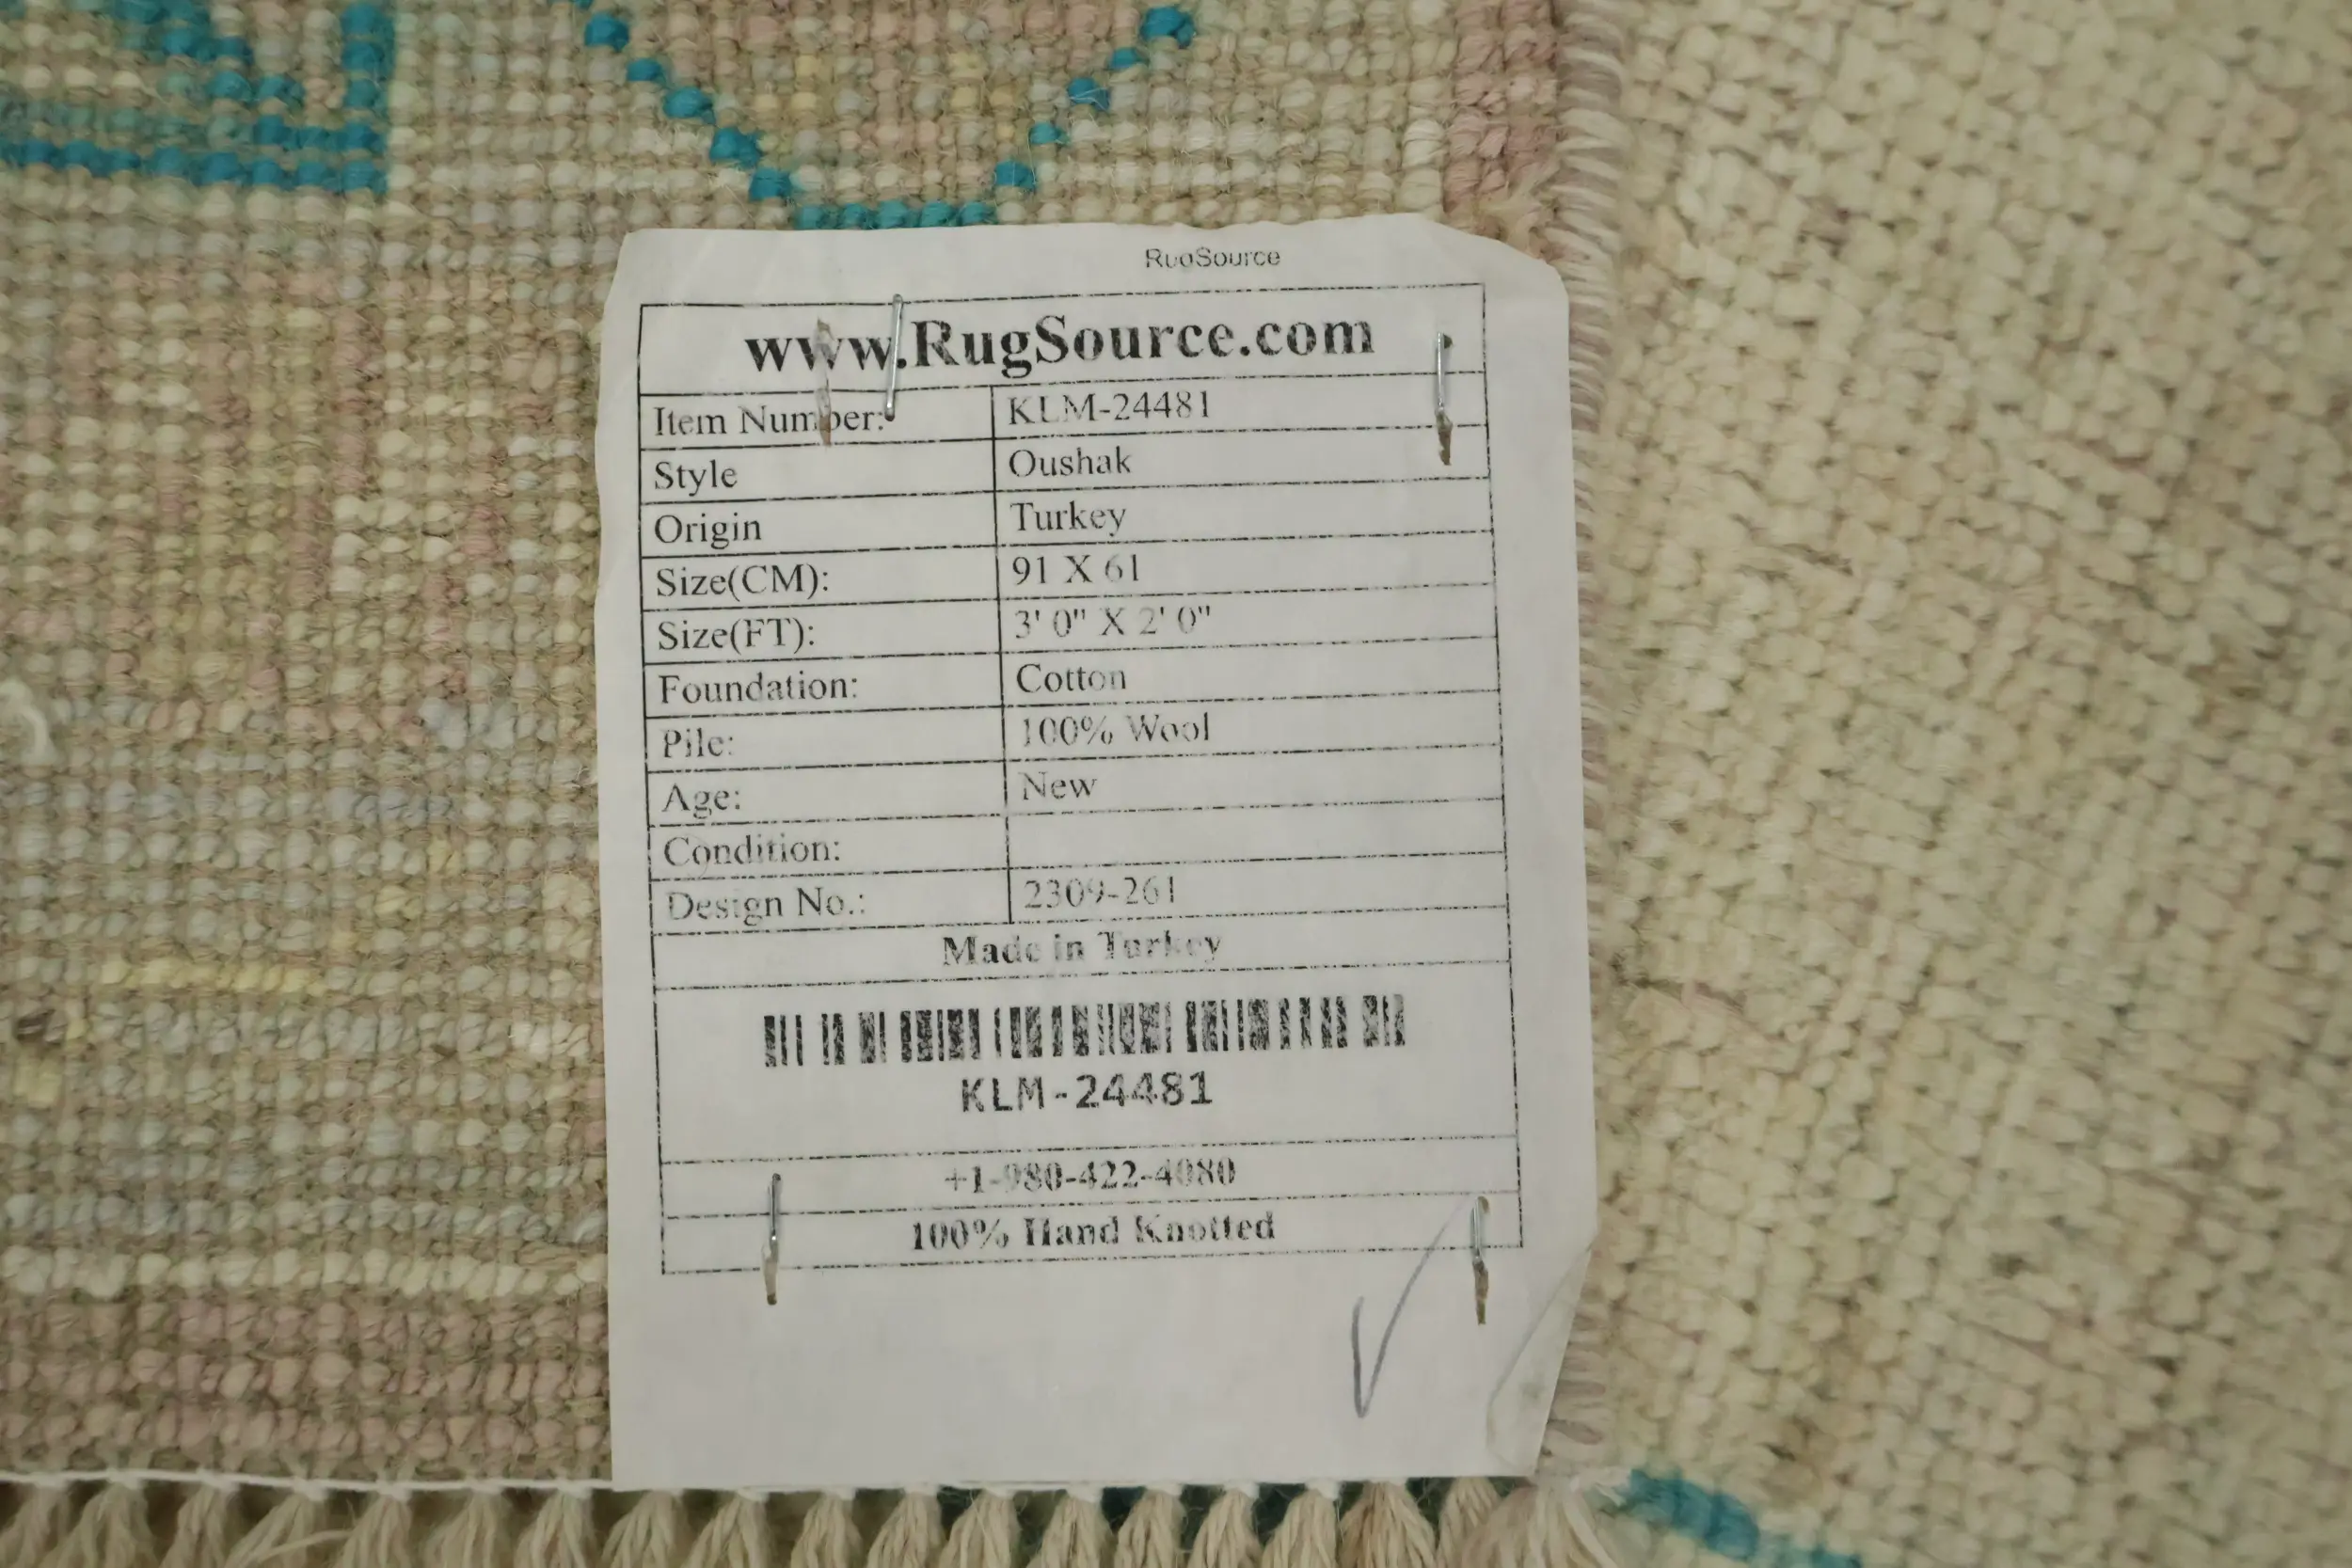 RugSource
www.RugSource.com
Item Number: KLM-24481
Style Oushak
Origin Turkey
Size(CM): 91 X 61
Size(FT): 3' 0" X 2' 0"
Foundation: Cotton
Pile: 100% Wool
Age: New
Condition:
Design No.: 2309-261
Made in Turkey
KLM-24481
+1-980-422-4080
100% Hand Knotted